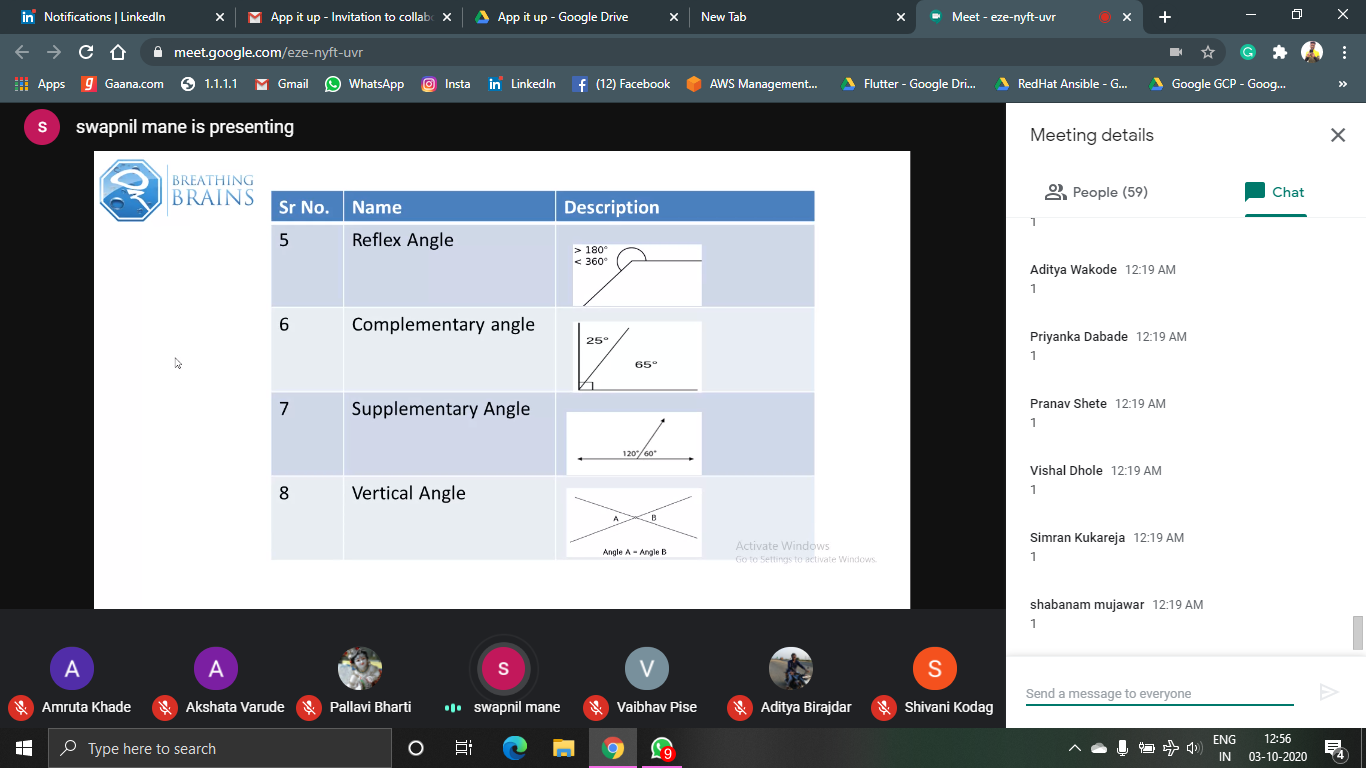 Notifications | LinkedIn
App it up - Invitation to collab
App it up - Google Drive
New Tab
Meet - eze-nyft-uvr
meet.google.com/eze-nyft-uvr
Apps
Gaana.com
1.1.1.1
Gmail
WhatsApp
Insta
LinkedIn
(12) Facebook
AWS Management...
Flutter - Google Dri...
RedHat Ansible - G...
Google GCP - Goog...
»
S
swapnil mane is presenting
BREATHING
BRAINS
Sr No. Name Description
5 Reflex Angle
> 180°
< 360°
6 Complementary angle
25°
65°
7 Supplementary Angle
120° 60°
8 Vertical Angle
A B
Angle A = Angle B
Activate Windows
Go to Settings to activate Windows.
A
Amruta Khade
A
Akshata Varude
Pallavi Bharti
s
swapnil mane
V
Vaibhav Pise
Aditya Birajdar
S
Shivani Kodag
Meeting details
People (59)
Chat
1
Aditya Wakode 12:19 AM
1
Priyanka Dabade 12:19 AM
1
Pranav Shete 12:19 AM
1
Vishal Dhole 12:19 AM
1
Simran Kukareja 12:19 AM
1
shabanam mujawar 12:19 AM
1
Send a message to everyone
Type here to search
9
ENG
IN
12:56
03-10-2020
4